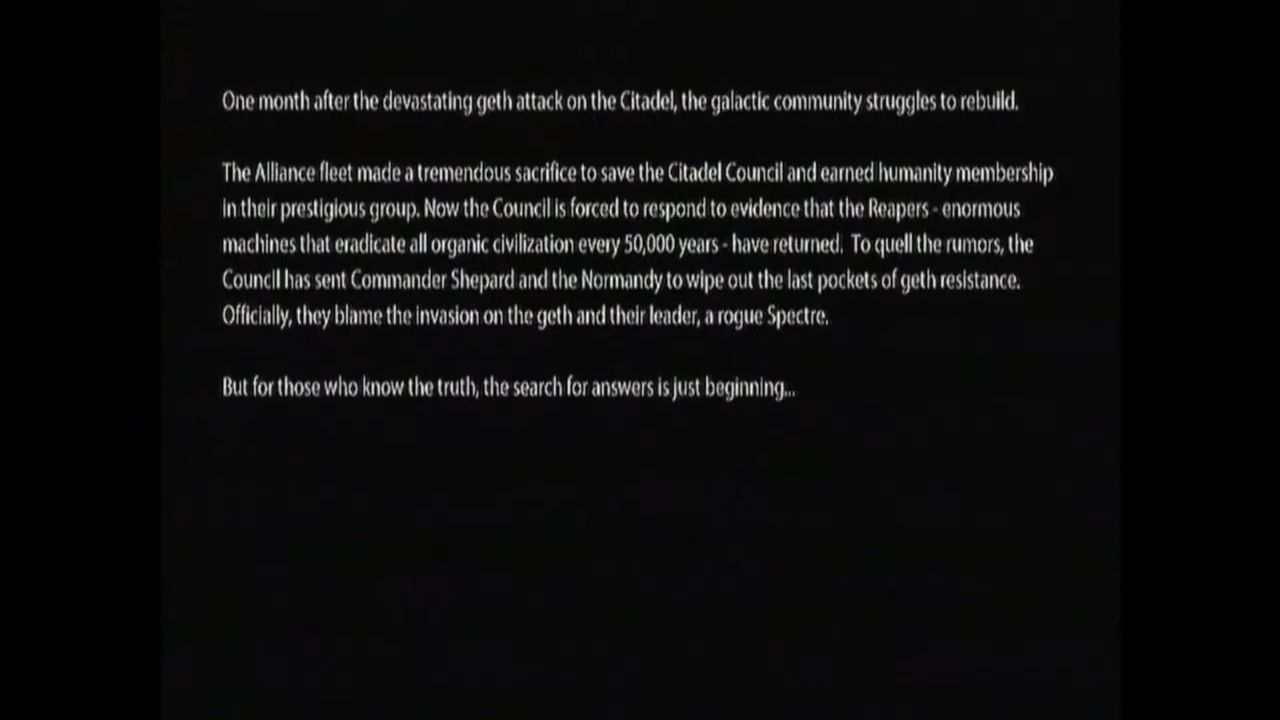 One month after the devastating geth attack on the Citadel, the galactic community struggles to rebuild.
The Alliance fleet made a tremendous sacrifice to save the Citadel Council and earned humanity membership
in their prestigious group. Now the Council is forced to respond to evidence that the Reapers - enormous
machines that eradicate all organic civilization every 50,000 years - have returned. To quell the rumors, the
Council has sent Commander Shepard and the Normandy to wipe out the last pockets of geth resistance.
Officially, they blame the invasion on the geth and their leader, a rogue Spectre.
But for those who know the truth, the search for answers is just beginning...